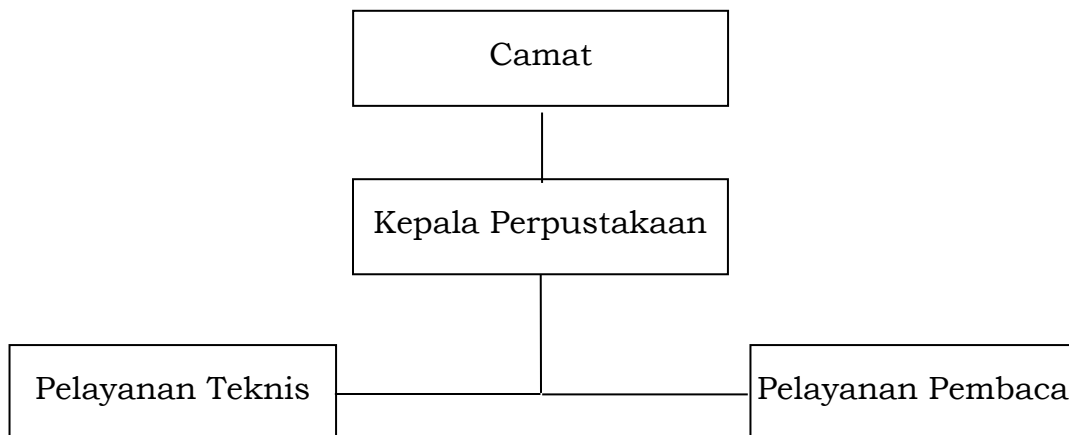 Camat
Kepala Perpustakaan
Pelayanan Teknis
Pelayanan Pembaca